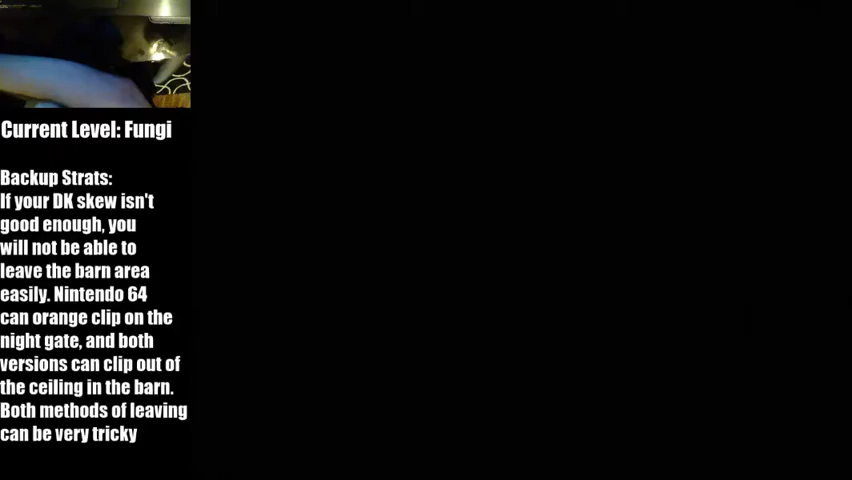 Current Level: Fungi
Backup Strats:
If your DK skew isn't
good enough, you
will not be able to
leave the barn area
easily. Nintendo 64
can orange clip on the
night gate, and both
versions can clip out of
the ceiling in the barn.
Both methods of leaving
can be very tricky